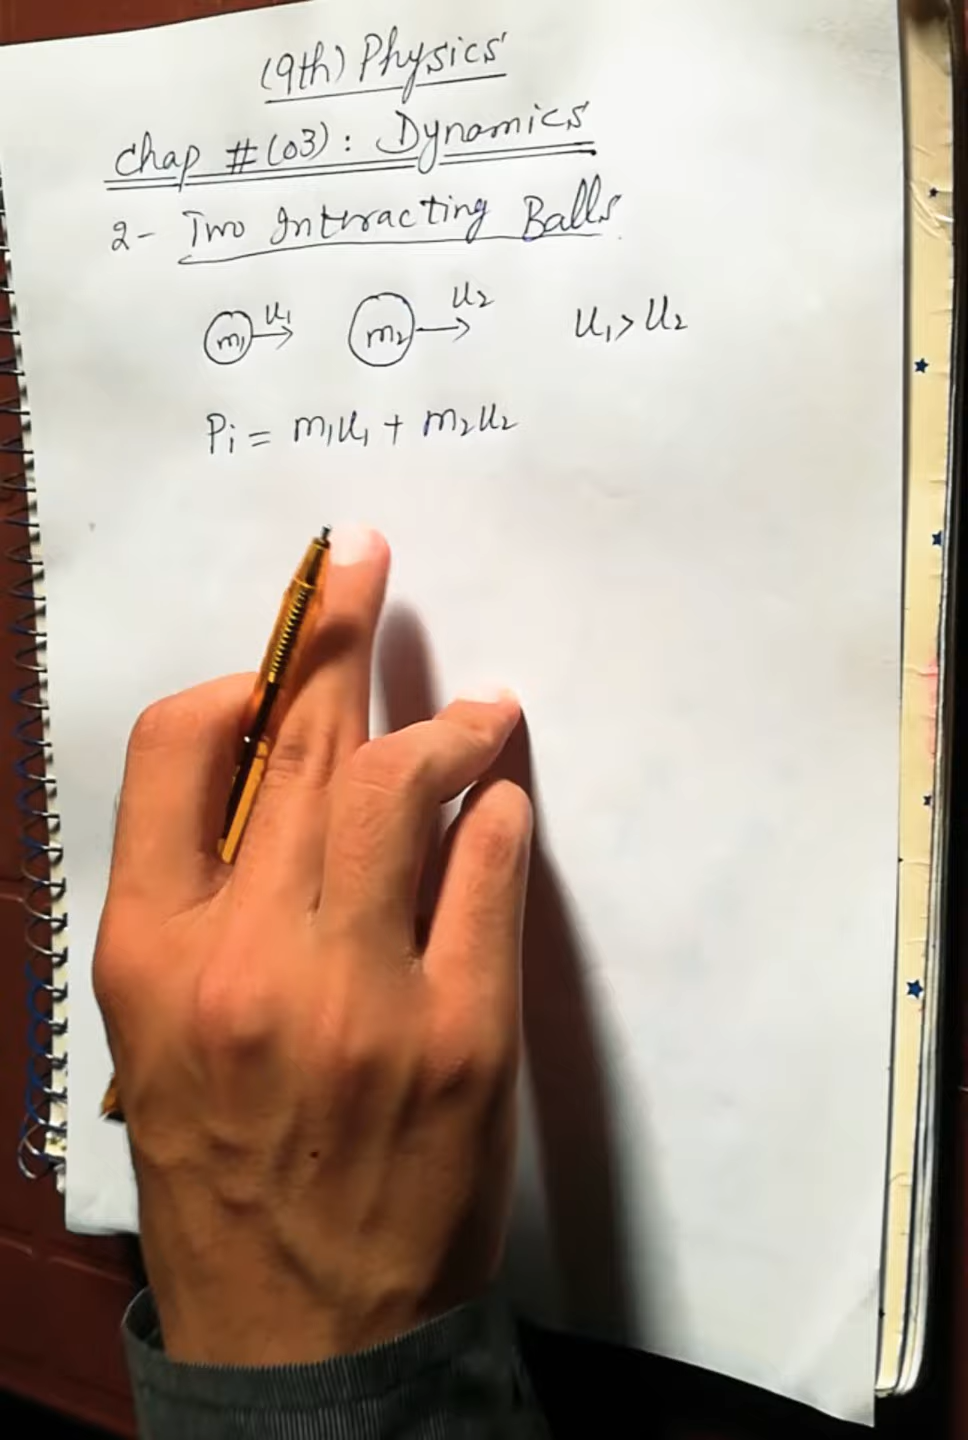 (9th) Physics
Chap #(03): Dynamics
2- Two Interacting Balls
m₁ u₁ m₂ u₂ u₁>u₂
Pi = m₁u₁ + m₂u₂